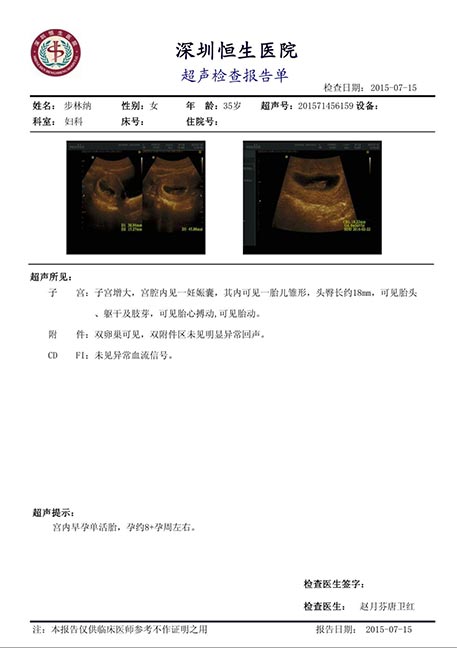 深圳恒生医院
超声检查报告单
检查日期: 2015-07-15
姓名: 步林纳 性别: 女 年 龄: 35岁 超声号: 201571456159 设备:
科室: 妇科 床号: 住院号:
超声所见:
子 宫: 子宫增大，宫腔内见一妊娠囊，其内可见一胎儿雏形，头臀长约18mm，可见胎头
、躯干及肢芽，可见胎心搏动,可见胎动。
附 件: 双卵巢可见，双附件区未见明显异常回声。
CD FI: 未见异常血流信号。
超声提示:
宫内早孕单活胎，孕约8+孕周左右。
检查医生签字:
检查医生: 赵月芬唐卫红
注: 本报告仅供临床医师参考不作证明之用 报告日期: 2015-07-15